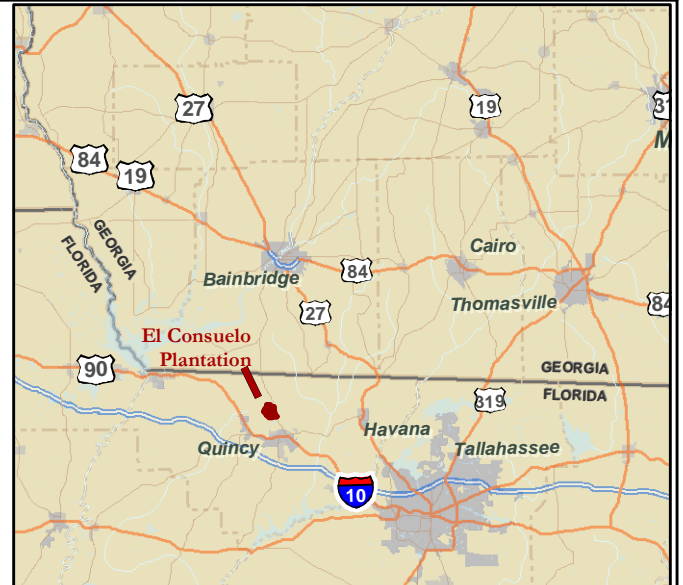 27
19
31
M
84
19
GEORGIA
FLORIDA
Bainbridge
84
Cairo
Thomasville
84
27
El Consuelo
Plantation
90
GEORGIA
FLORIDA
319
Havana
Quincy
Tallahassee
10